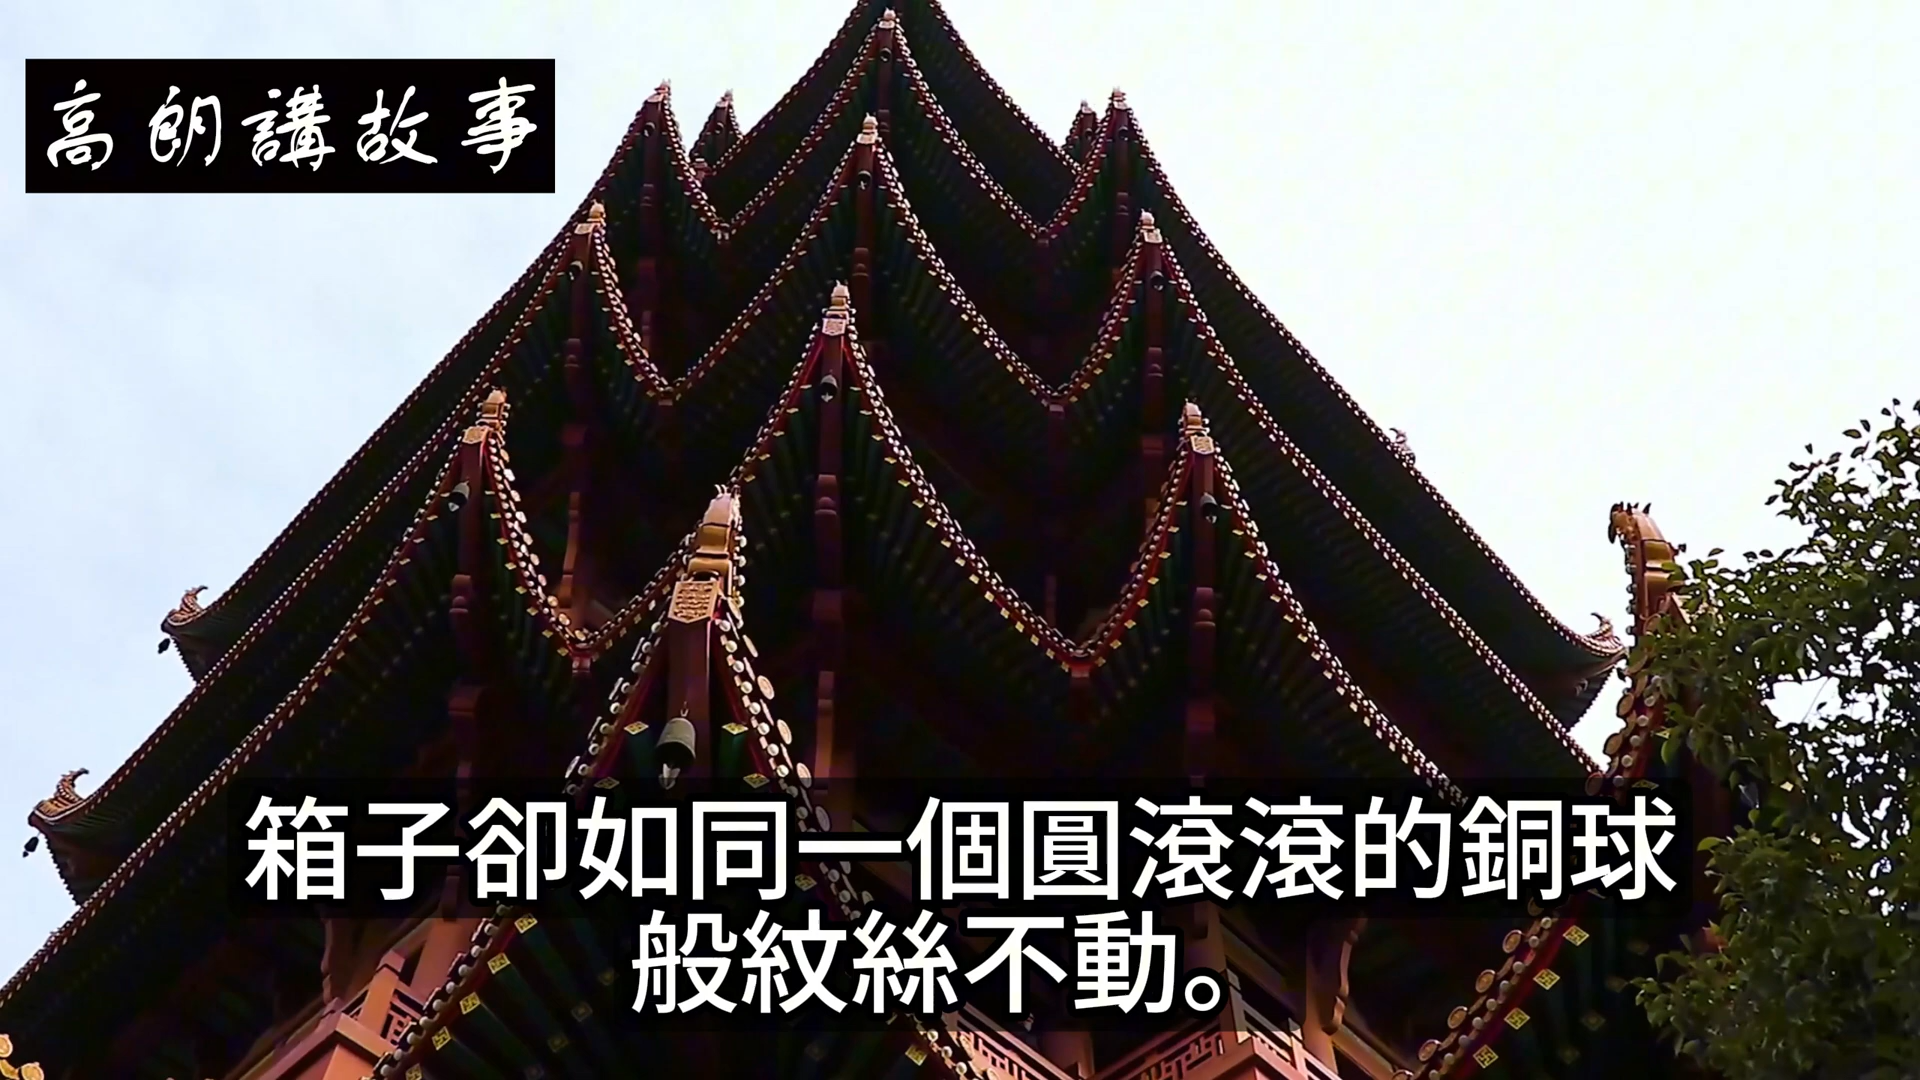 高朗講故事
箱子卻如同一個圓滾滾的銅球
般紋絲不動。